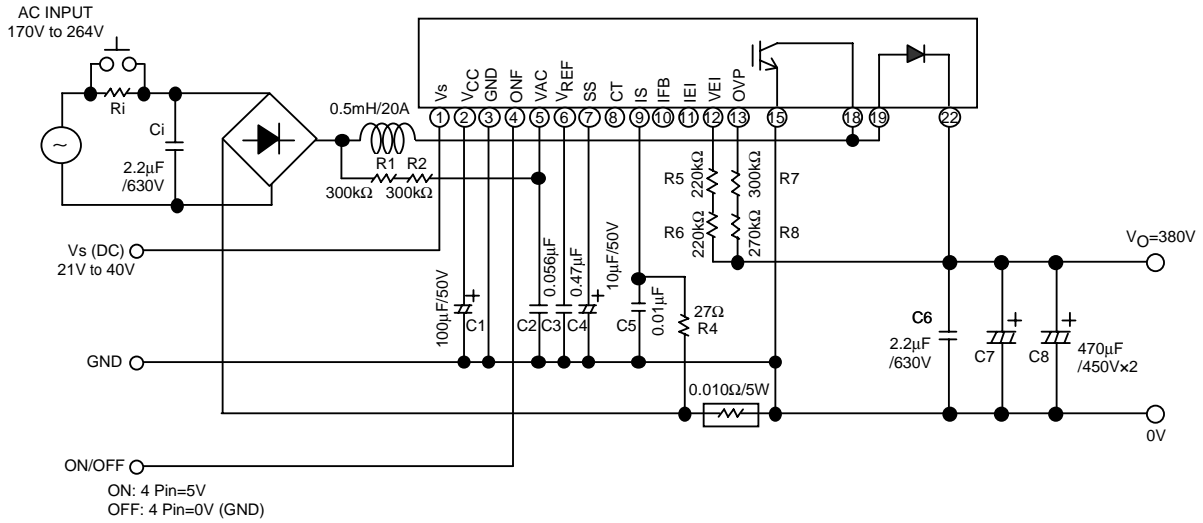 AC INPUT
170V to 264V
Ri
Ci
2.2μF
/630V
~
0.5mH/20A
R1 R2
300kΩ 300kΩ
Vs
VCC
GND
ONF
VAC
VREF
SS
CT
IS
IFB
IEI
VEI
OVP
1 2 3 4 5 6 7 8 9 10 11 12 13 15 18 19 22
R5 220kΩ 300kΩ R7
R6 220kΩ 270kΩ R8
Vs (DC)
21V to 40V
100μF/50V
C1
0.056μF
C2
0.47μF
C3
10μF/50V
C4
C5
0.01μF
27Ω
R4
VO=380V
C6
2.2μF
/630V
C7
C8
470μF
/450V×2
GND
0.010Ω/5W
0V
ON/OFF
ON: 4 Pin=5V
OFF: 4 Pin=0V (GND)